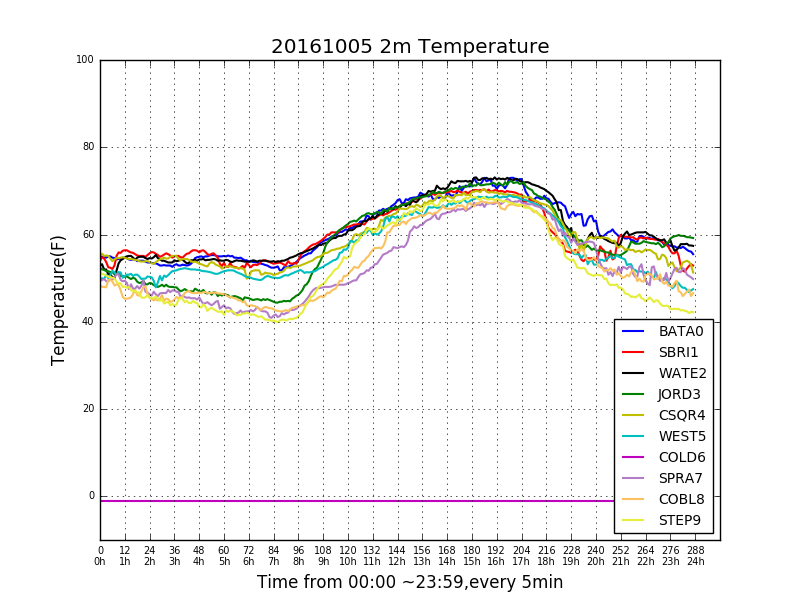 20161005 2m Temperature
100
80
60
40
20
0
Temperature(F)
BATA0
SBRI1
WATE2
JORD3
CSQR4
WEST5
COLD6
SPRA7
COBL8
STEP9
0 12 24 36 48 60 72 84 96 108 120 132 144 156 168 180 192 204 216 228 240 252 264 276 288
0h 1h 2h 3h 4h 5h 6h 7h 8h 9h 10h 11h 12h 13h 14h 15h 16h 17h 18h 19h 20h 21h 22h 23h 24h
Time from 00:00 ~23:59,every 5min